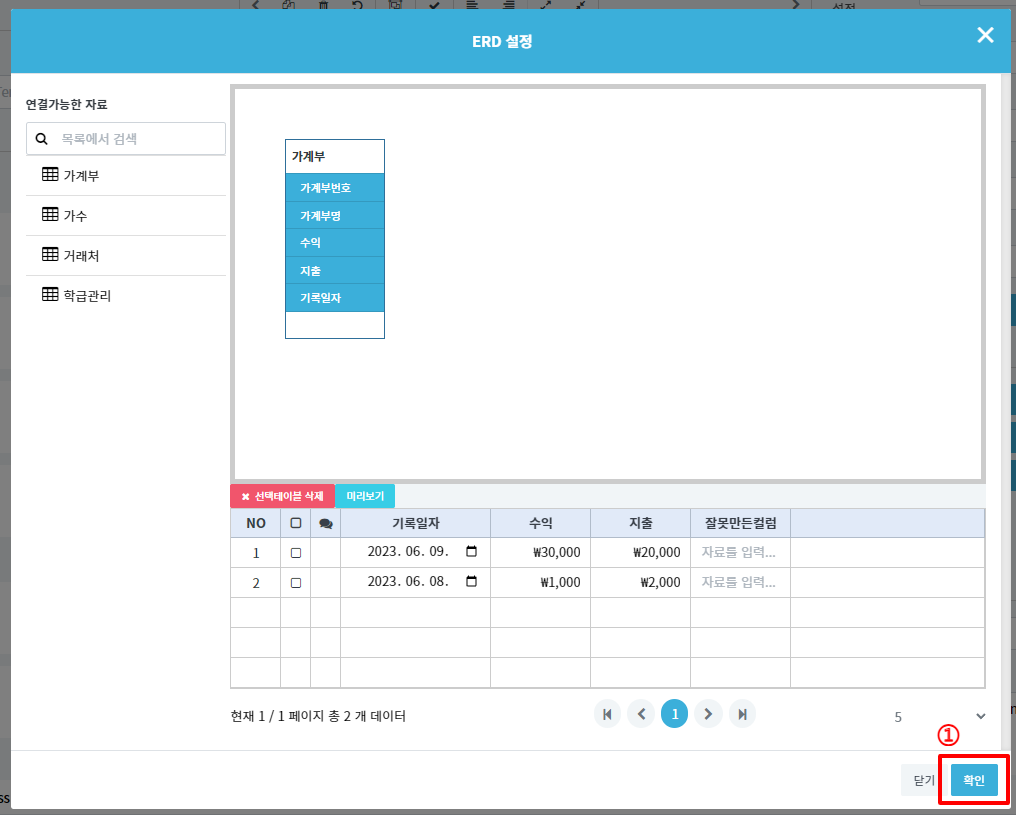 설정
ERD 설정
연결가능한 자료
목록에서 검색
가계부
가수
거래처
학급관리
가계부
가계부번호
가계부명
수익
지출
기록일자
선택테이블 삭제 미리보기
NO 기록일자 수익 지출 잘못만든컬럼
1 2023. 06. 09. ₩30,000 ₩20,000 자료를 입력...
2 2023. 06. 08. ₩1,000 ₩2,000 자료를 입력...
현재 1 / 1 페이지 총 2 개 데이터 1 5
①
닫기 확인